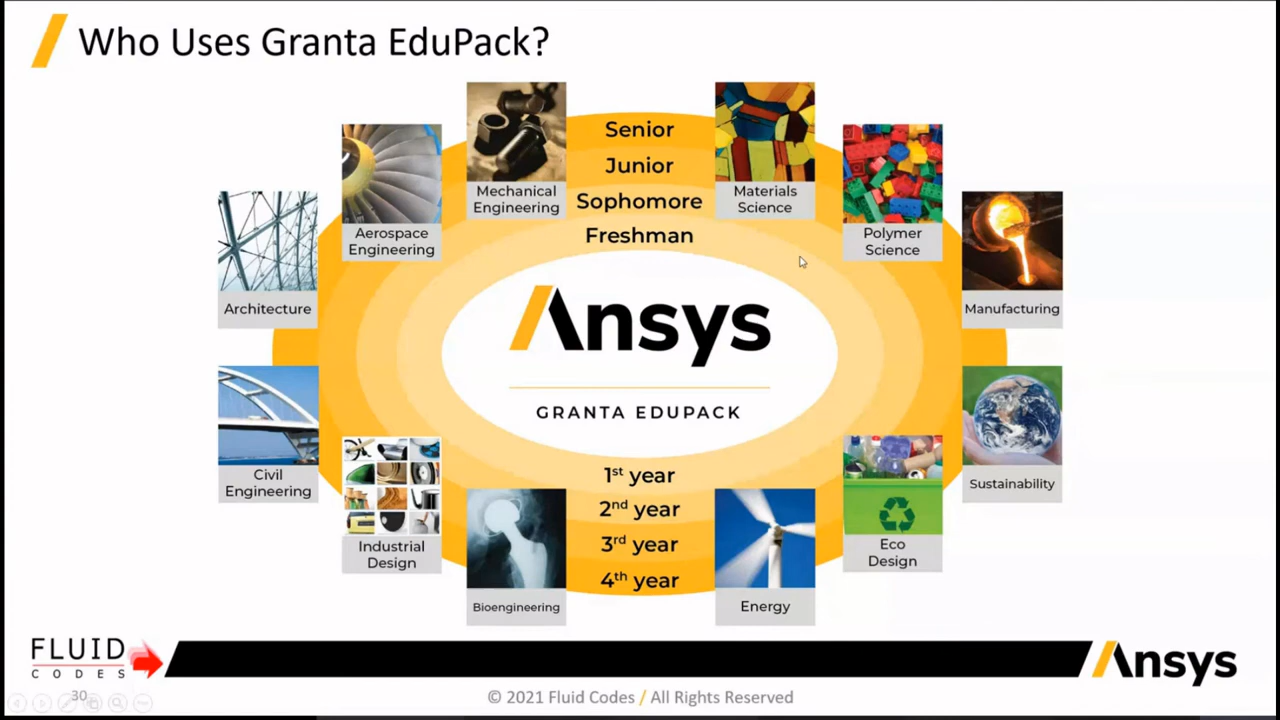 Who Uses Granta EduPack?
Senior
Junior
Sophomore
Freshman
Mechanical
Engineering
Materials
Science
Aerospace
Engineering
Polymer
Science
Architecture
Manufacturing
Ansys
GRANTA EDUPACK
Civil
Engineering
Sustainability
Industrial
Design
Eco
Design
Bioengineering
Energy
1st year
2nd year
3rd year
4th year
FLUID
CODES
Ansys
30
© 2021 Fluid Codes / All Rights Reserved